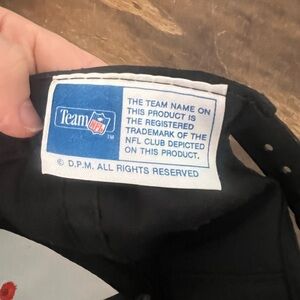 Team
NFL
TM
THE TEAM NAME ON
THIS PRODUCT IS
THE REGISTERED
TRADEMARK OF THE
NFL CLUB DEPICTED
ON THIS PRODUCT.
© D.P.M. ALL RIGHTS RESERVED